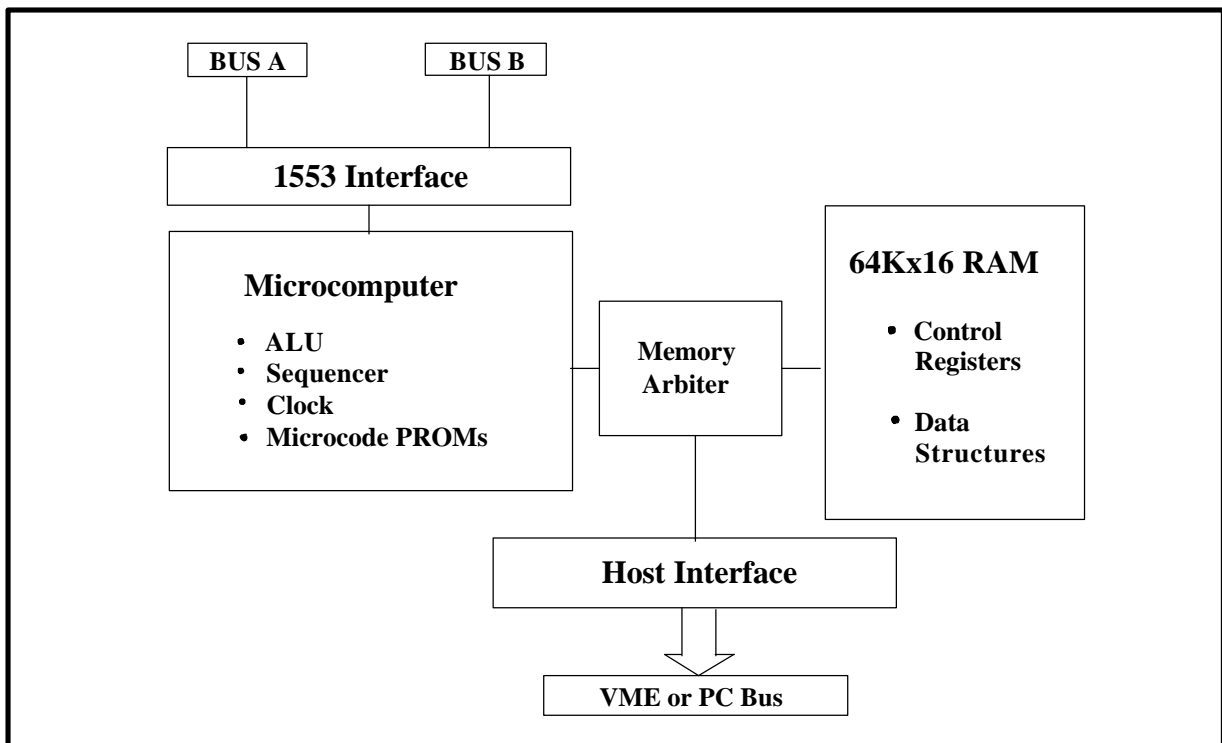 BUS A
BUS B
1553 Interface
Microcomputer
• ALU
• Sequencer
• Clock
• Microcode PROMs
Memory
Arbiter
64Kx16 RAM
• Control
Registers
• Data
Structures
Host Interface
VME or PC Bus